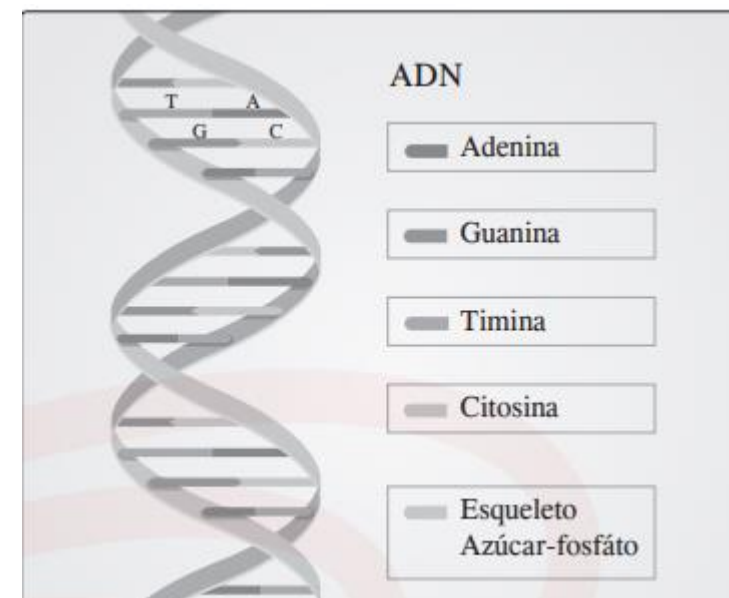 ADN
T A
G C
Adenina
Guanina
Timina
Citosina
Esqueleto
Azúcar-fosfáto